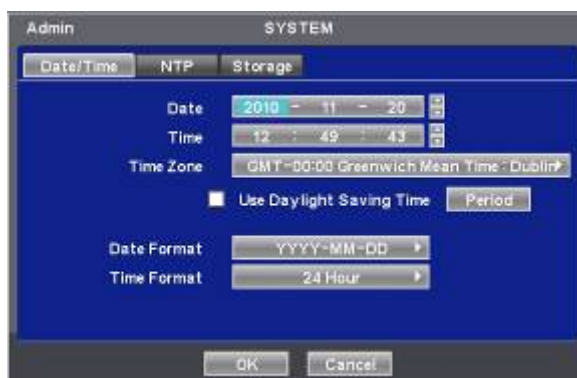 Admin SYSTEM
Date/Time NTP Storage
Date 2010 - 11 - 20
Time 12 : 49 : 43
Time Zone GMT-00:00 Greenwich Mean Time : Dublin
Use Daylight Saving Time Period
Date Format YYYY-MM-DD
Time Format 24 Hour
OK Cancel